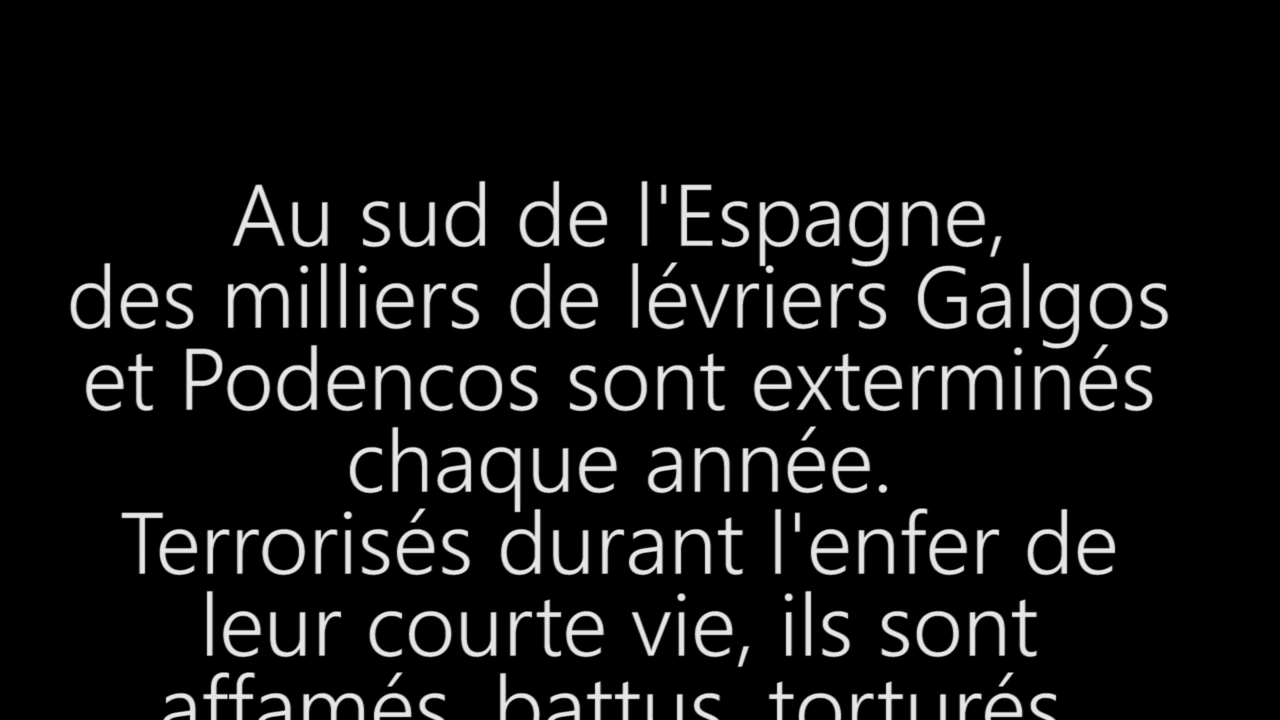 Au sud de l'Espagne,
des milliers de lévriers Galgos
et Podencos sont exterminés
chaque année.
Terrorisés durant l'enfer de
leur courte vie, ils sont
affamés, battus, torturés